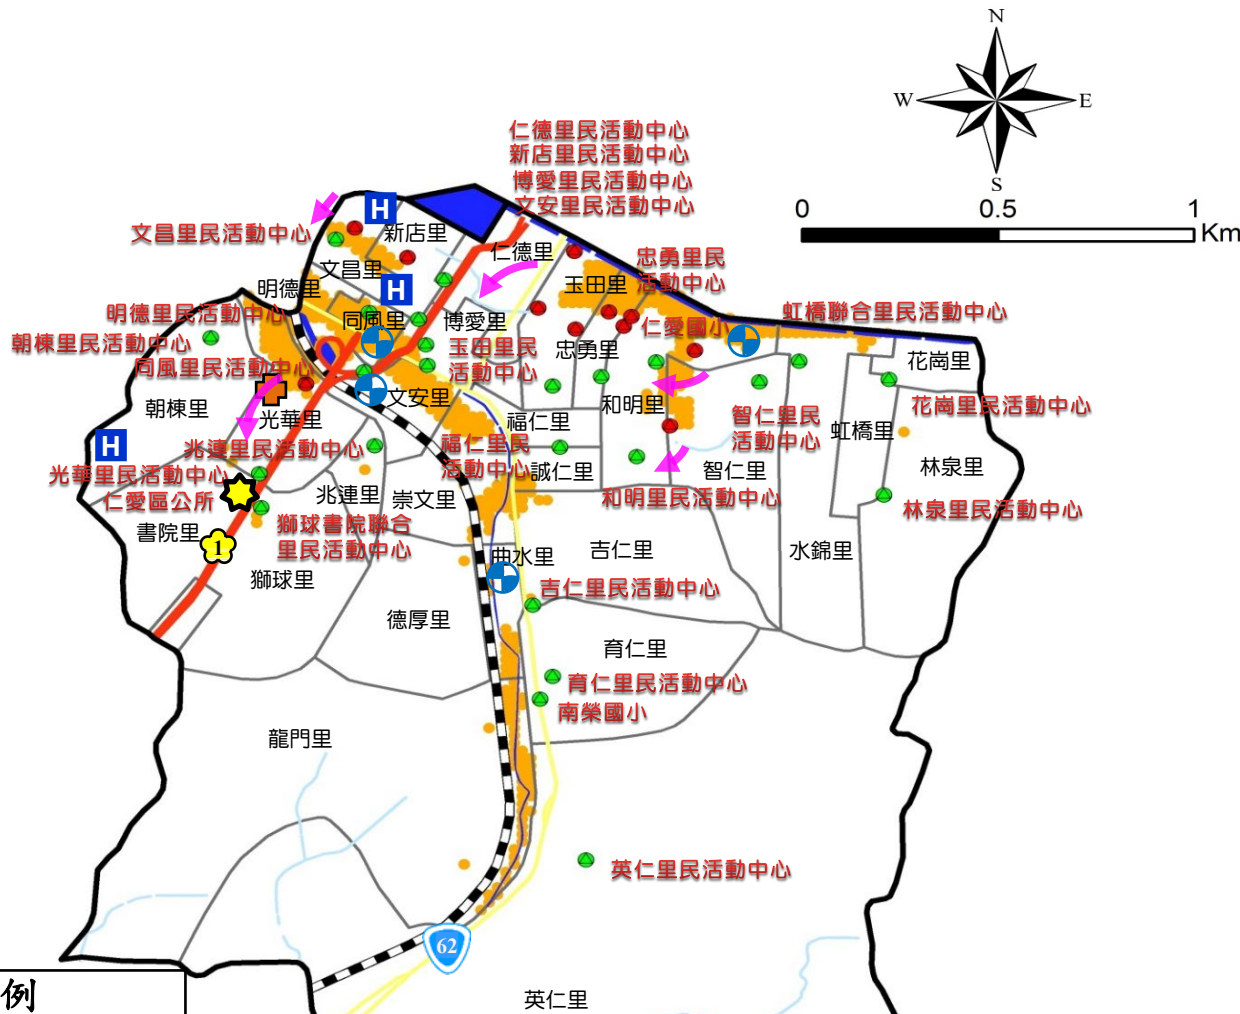 N
W
E
S
0
0.5
1
Km
仁德里民活動中心
新店里民活動中心
博愛里民活動中心
文安里民活動中心
H
文昌里民活動中心
新店里
仁德里
忠勇里民
活動中心
文昌里
明德里
H
玉田里
明德里民活動中心
同風里
博愛里
仁愛國小
虹橋聯合里民活動中心
朝棟里民活動中心
玉田里民
活動中心
忠勇里
花崗里
同風里民活動中心
朝棟里
光華里
文安里
福仁里
和明里
智仁里民
活動中心
花崗里民活動中心
虹橋里
H
兆連里民活動中心
福仁里民
活動中心
光華里民活動中心
誠仁里
智仁里
林泉里
仁愛區公所
兆連里
崇文里
和明里民活動中心
林泉里民活動中心
書院里
獅球書院聯合
里民活動中心
1
曲水里
吉仁里
水錦里
獅球里
吉仁里民活動中心
德厚里
育仁里
育仁里民活動中心
南榮國小
龍門里
英仁里民活動中心
62
例
英仁里